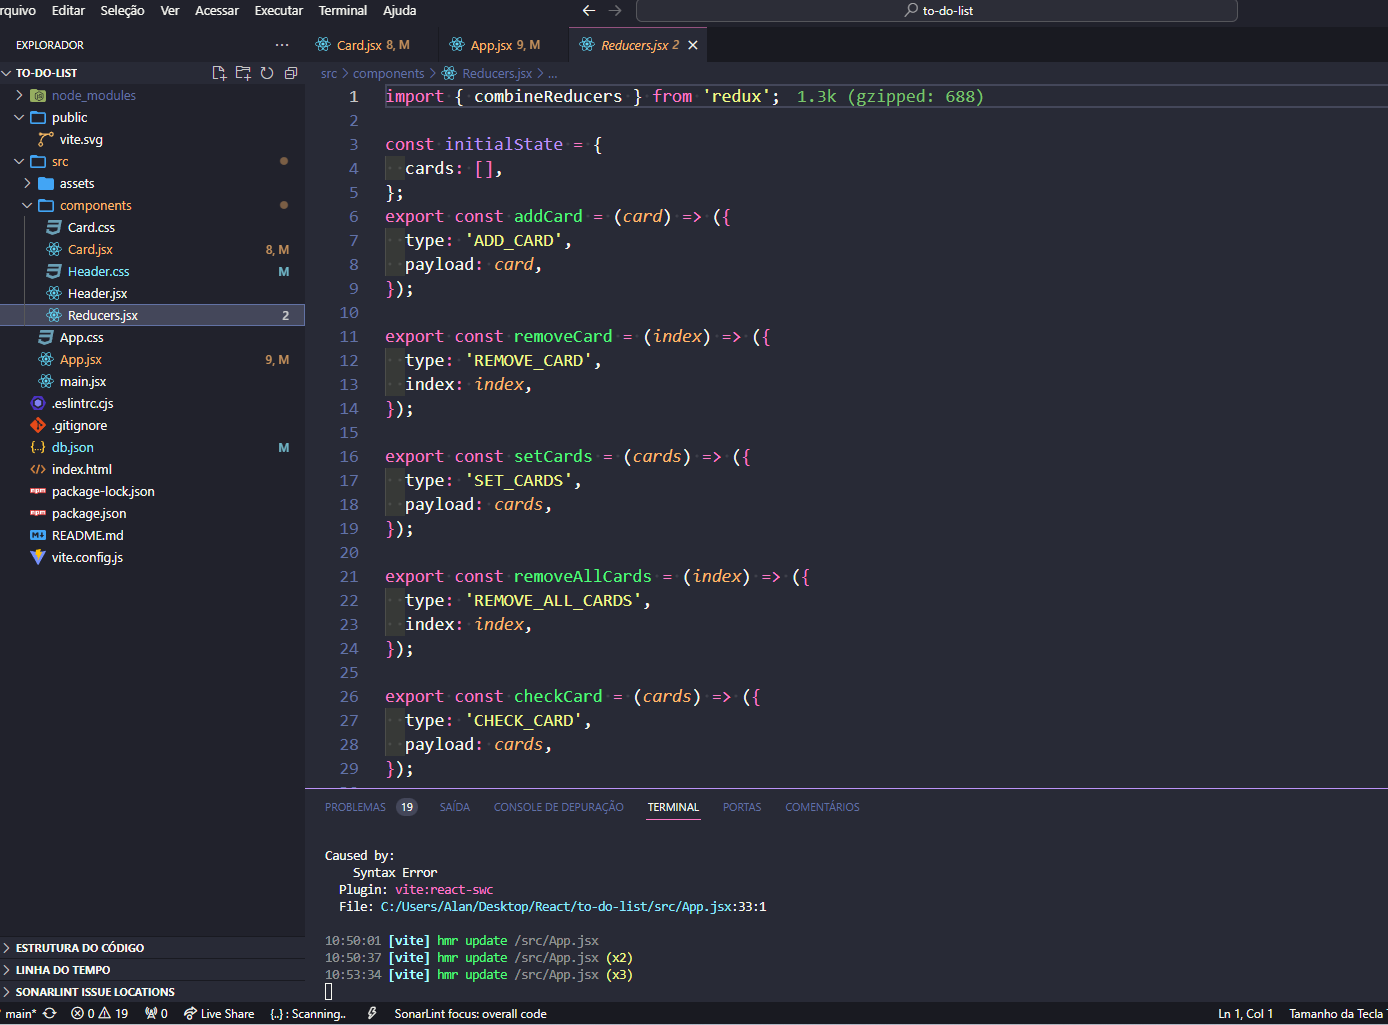 rquivo Editar Seleção Ver Acessar Executar Terminal Ajuda
to-do-list
EXPLORADOR
TO-DO-LIST
node_modules
public
vite.svg
src
assets
components
Card.css
Card.jsx 8, M
Header.css M
Header.jsx
Reducers.jsx 2
App.css
App.jsx 9, M
main.jsx
.eslintrc.cjs
.gitignore
db.json M
index.html
package-lock.json
package.json
README.md
vite.config.js
ESTRUTURA DO CÓDIGO
LINHA DO TEMPO
SONARLINT ISSUE LOCATIONS
Card.jsx 8, M App.jsx 9, M Reducers.jsx 2
src > components > Reducers.jsx > ...
1 import { combineReducers } from 'redux'; 1.3k (gzipped: 688)
2
3 const initialState = {
4 cards: [],
5 };
6 export const addCard = (card) => ({
7 type: 'ADD_CARD',
8 payload: card,
9 });
10
11 export const removeCard = (index) => ({
12 type: 'REMOVE_CARD',
13 index: index,
14 });
15
16 export const setCards = (cards) => ({
17 type: 'SET_CARDS',
18 payload: cards,
19 });
20
21 export const removeAllCards = (index) => ({
22 type: 'REMOVE_ALL_CARDS',
23 index: index,
24 });
25
26 export const checkCard = (cards) => ({
27 type: 'CHECK_CARD',
28 payload: cards,
29 });
PROBLEMAS 19 SAÍDA CONSOLE DE DEPURAÇÃO TERMINAL PORTAS COMENTÁRIOS
Caused by:
Syntax Error
Plugin: vite:react-swc
File: C:/Users/Alan/Desktop/React/to-do-list/src/App.jsx:33:1
10:50:01 [vite] hmr update /src/App.jsx
10:50:37 [vite] hmr update /src/App.jsx (x2)
10:53:34 [vite] hmr update /src/App.jsx (x3)
main* 0 19 0 Live Share {..} : Scanning.. SonarLint focus: overall code Ln 1, Col 1 Tamanho da Tecla